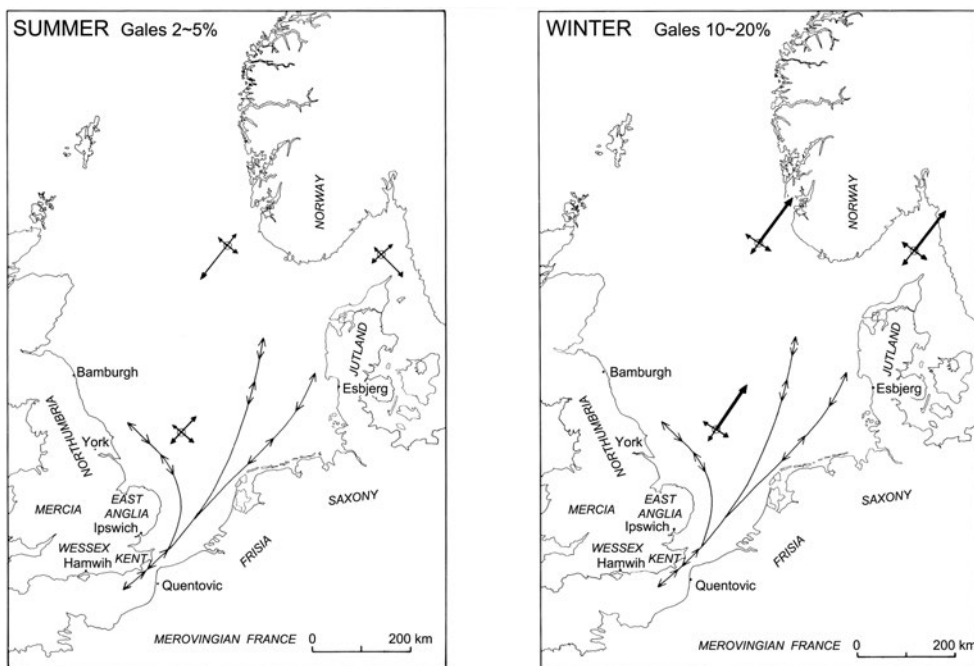 SUMMER Gales 2~5%
NORWAY
JUTLAND
Bamburgh
Esbjerg
NORTHUMBRIA
York
SAXONY
MERCIA
EAST
ANGLIA
Ipswich
FRISIA
WESSEX
KENT
Hamwih
Quentovic
MEROVINGIAN FRANCE
0 200 km
WINTER Gales 10~20%
NORWAY
JUTLAND
Bamburgh
Esbjerg
NORTHUMBRIA
York
SAXONY
MERCIA
EAST
ANGLIA
Ipswich
FRISIA
WESSEX
KENT
Hamwih
Quentovic
MEROVINGIAN FRANCE
0 200 km